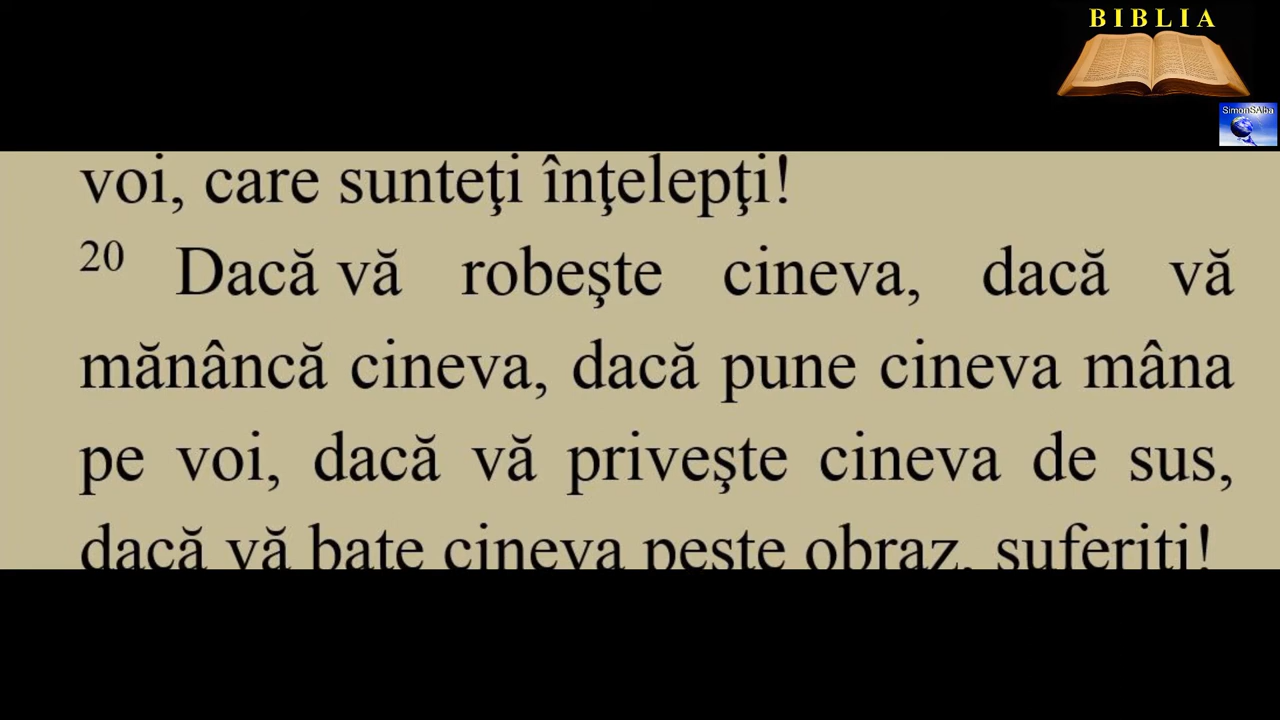 BIBLIA
SimonSAlba
voi, care sunteţi înţelepţi!
20 Dacă vă robeşte cineva, dacă vă
mănâncă cineva, dacă pune cineva mâna
pe voi, dacă vă priveşte cineva de sus,
dacă vă bate cineva peste obraz, suferiţi!